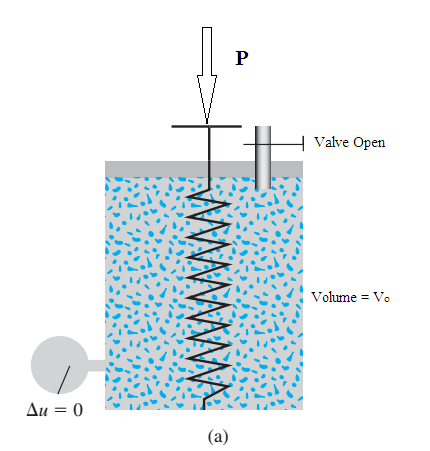 P
Valve Open
Volume = Vₒ
Δu = 0
(a)